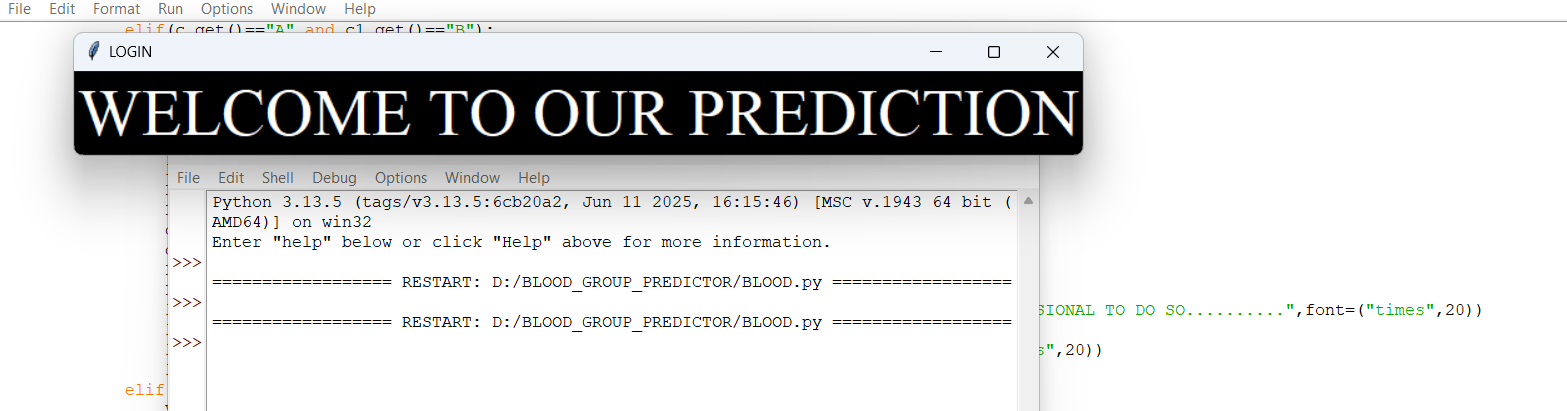 File Edit Format Run Options Window Help
elif(c.get()=="A" and c1.get()=="B"):
LOGIN
WELCOME TO OUR PREDICTION
File Edit Shell Debug Options Window Help
Python 3.13.5 (tags/v3.13.5:6cb20a2, Jun 11 2025, 16:15:46) [MSC v.1943 64 bit (
AMD64)] on win32
Enter "help" below or click "Help" above for more information.
>>>
================== RESTART: D:/BLOOD_GROUP_PREDICTOR/BLOOD.py ==================
>>>
================== RESTART: D:/BLOOD_GROUP_PREDICTOR/BLOOD.py ==================
>>>
SIONAL TO DO SO..........",font=("times",20))
s",20))
elif